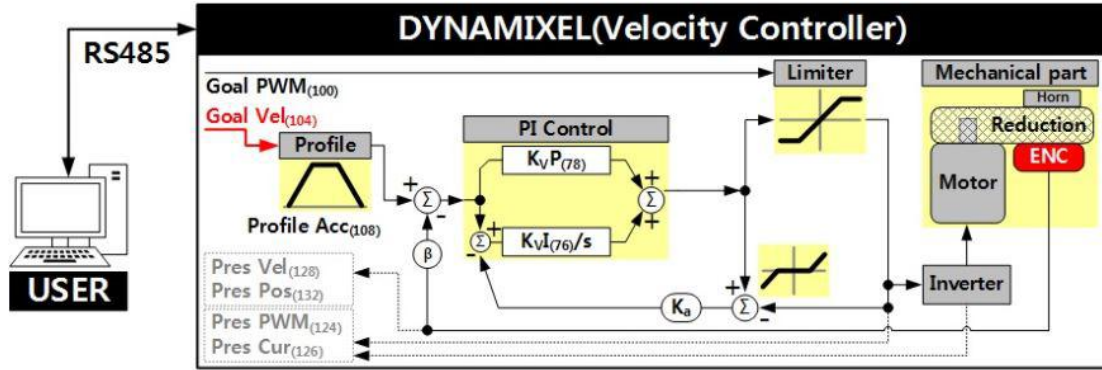 DYNAMIXEL(Velocity Controller)
RS485
Goal PWM(100)
Limiter
Mechanical part
Horn
Goal Vel(104)
PI Control
Reduction
Profile
KVP(78)
ENC
+
+
Σ
-
Σ
+
Motor
Profile Acc(108)
+
Σ
-
KVI(76)/s
β
USER
Pres Vel(128)
Pres Pos(132)
Ka
+
Σ
-
Inverter
Pres PWM(124)
Pres Cur(126)